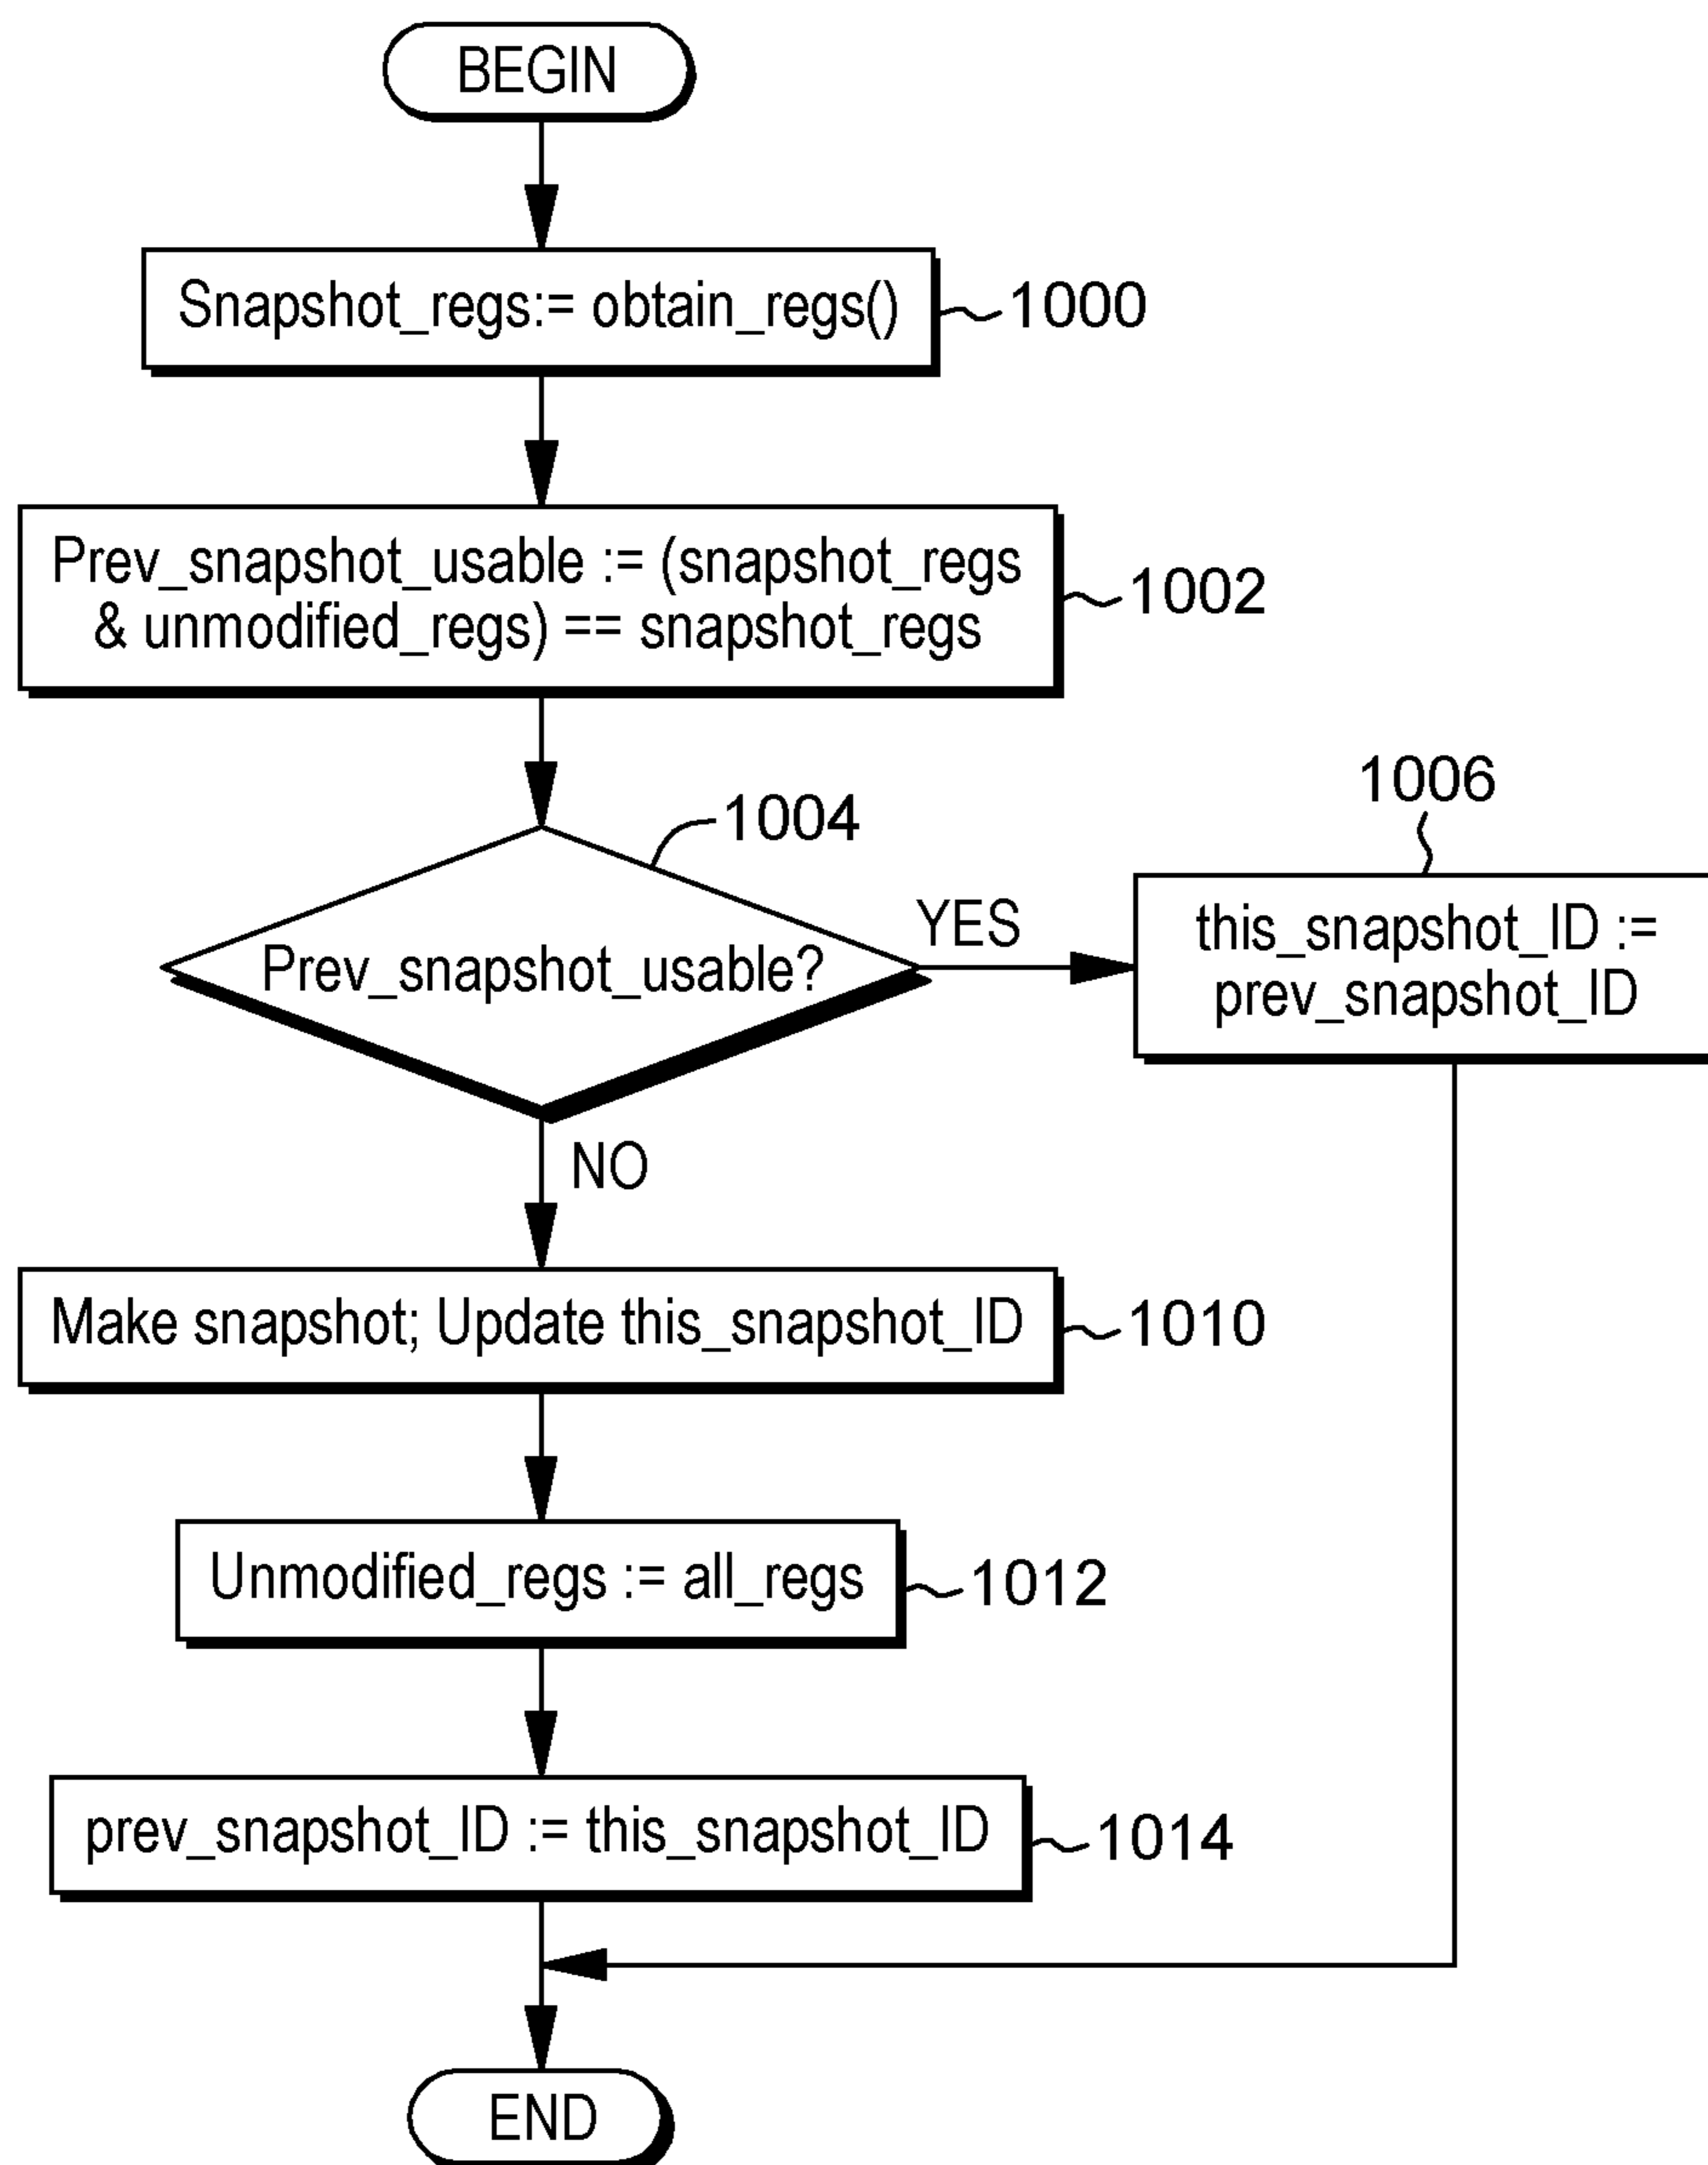 BEGIN
Snapshot_regs:= obtain_regs()
1000
Prev_snapshot_usable := (snapshot_regs
& unmodified_regs) == snapshot_regs
1002
1004
Prev_snapshot_usable?
YES
1006
this_snapshot_ID :=
prev_snapshot_ID
NO
Make snapshot; Update this_snapshot_ID
1010
Unmodified_regs := all_regs
1012
prev_snapshot_ID := this_snapshot_ID
1014
END